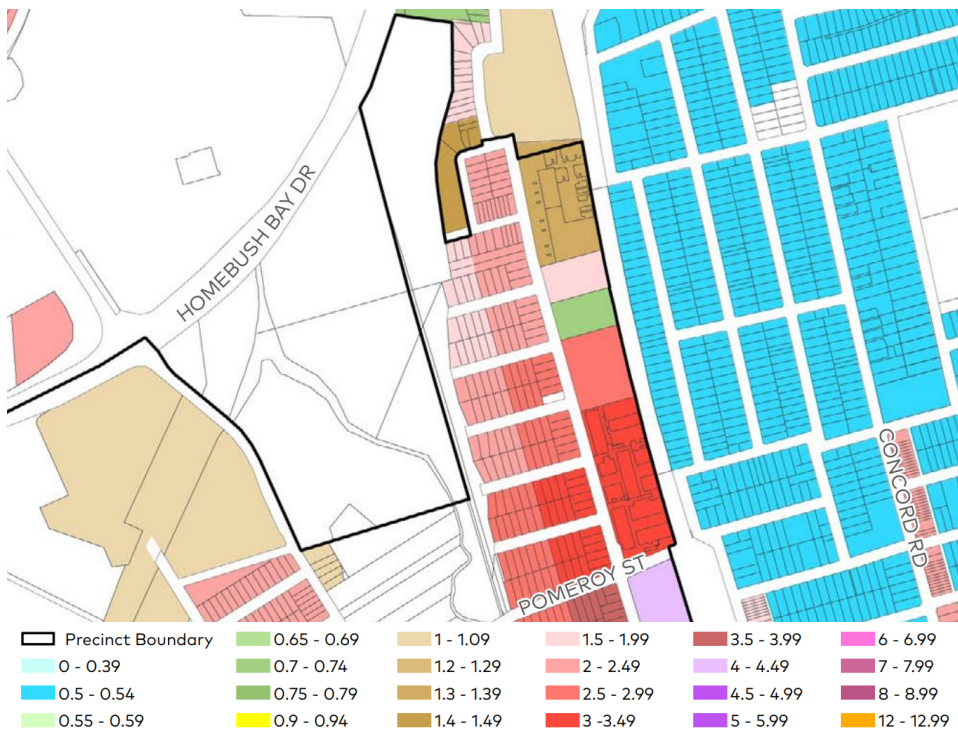 HOMEBUSH BAY DR
CONCORD RD
POMEROY ST
Precinct Boundary
0 - 0.39
0.5 - 0.54
0.55 - 0.59
0.65 - 0.69
0.7 - 0.74
0.75 - 0.79
0.9 - 0.94
1 - 1.09
1.2 - 1.29
1.3 - 1.39
1.4 - 1.49
1.5 - 1.99
2 - 2.49
2.5 - 2.99
3 -3.49
3.5 - 3.99
4 - 4.49
4.5 - 4.99
5 - 5.99
6 - 6.99
7 - 7.99
8 - 8.99
12 - 12.99